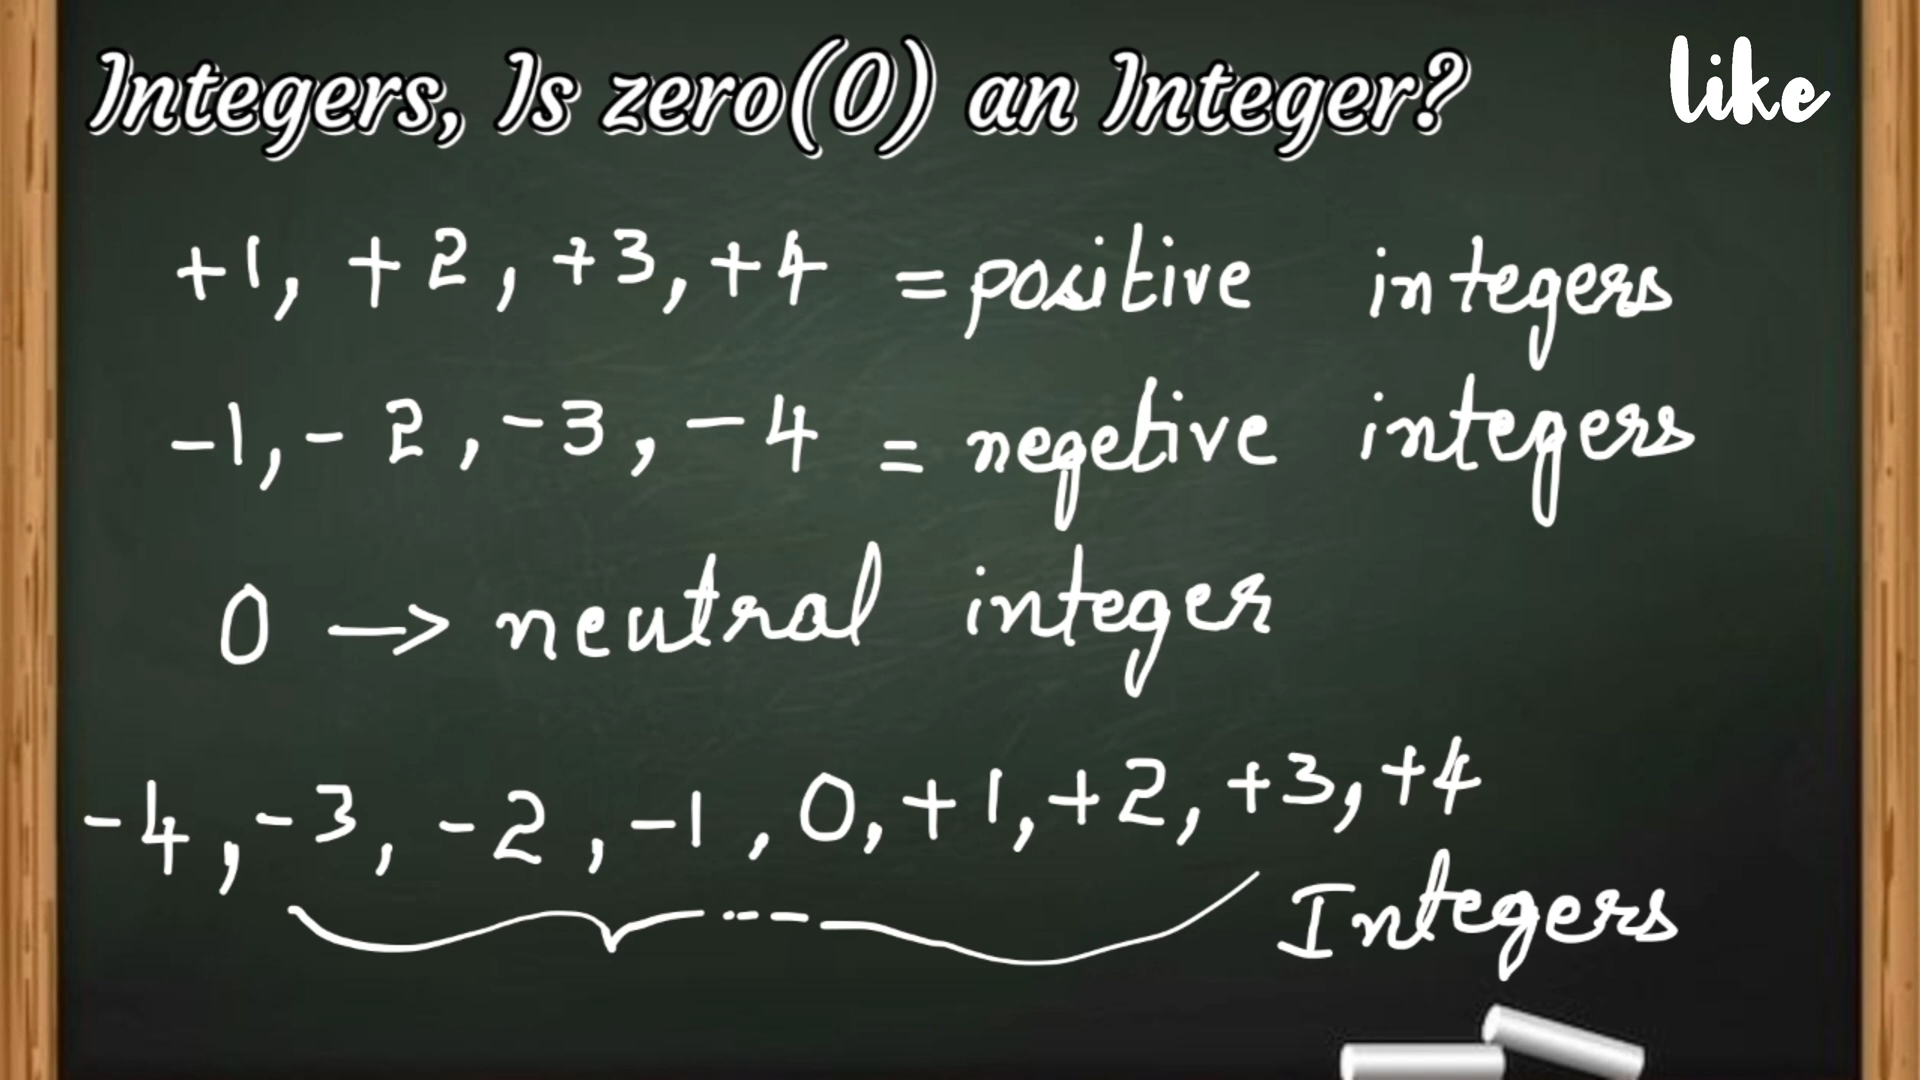 Integers, Is zero(0) an Integer?
like
+1, +2, +3, +4 = positive integers
-1, -2, -3, -4 = negetive integers
0 → neutral integer
-4, -3, -2, -1, 0, +1, +2, +3, +4
Integers